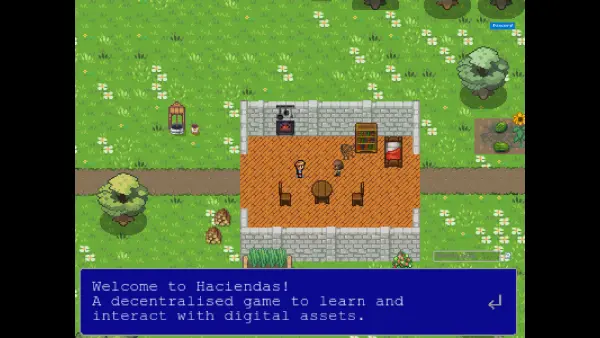 Welcome to Haciendas!
A decentralised game to learn and
interact with digital assets.